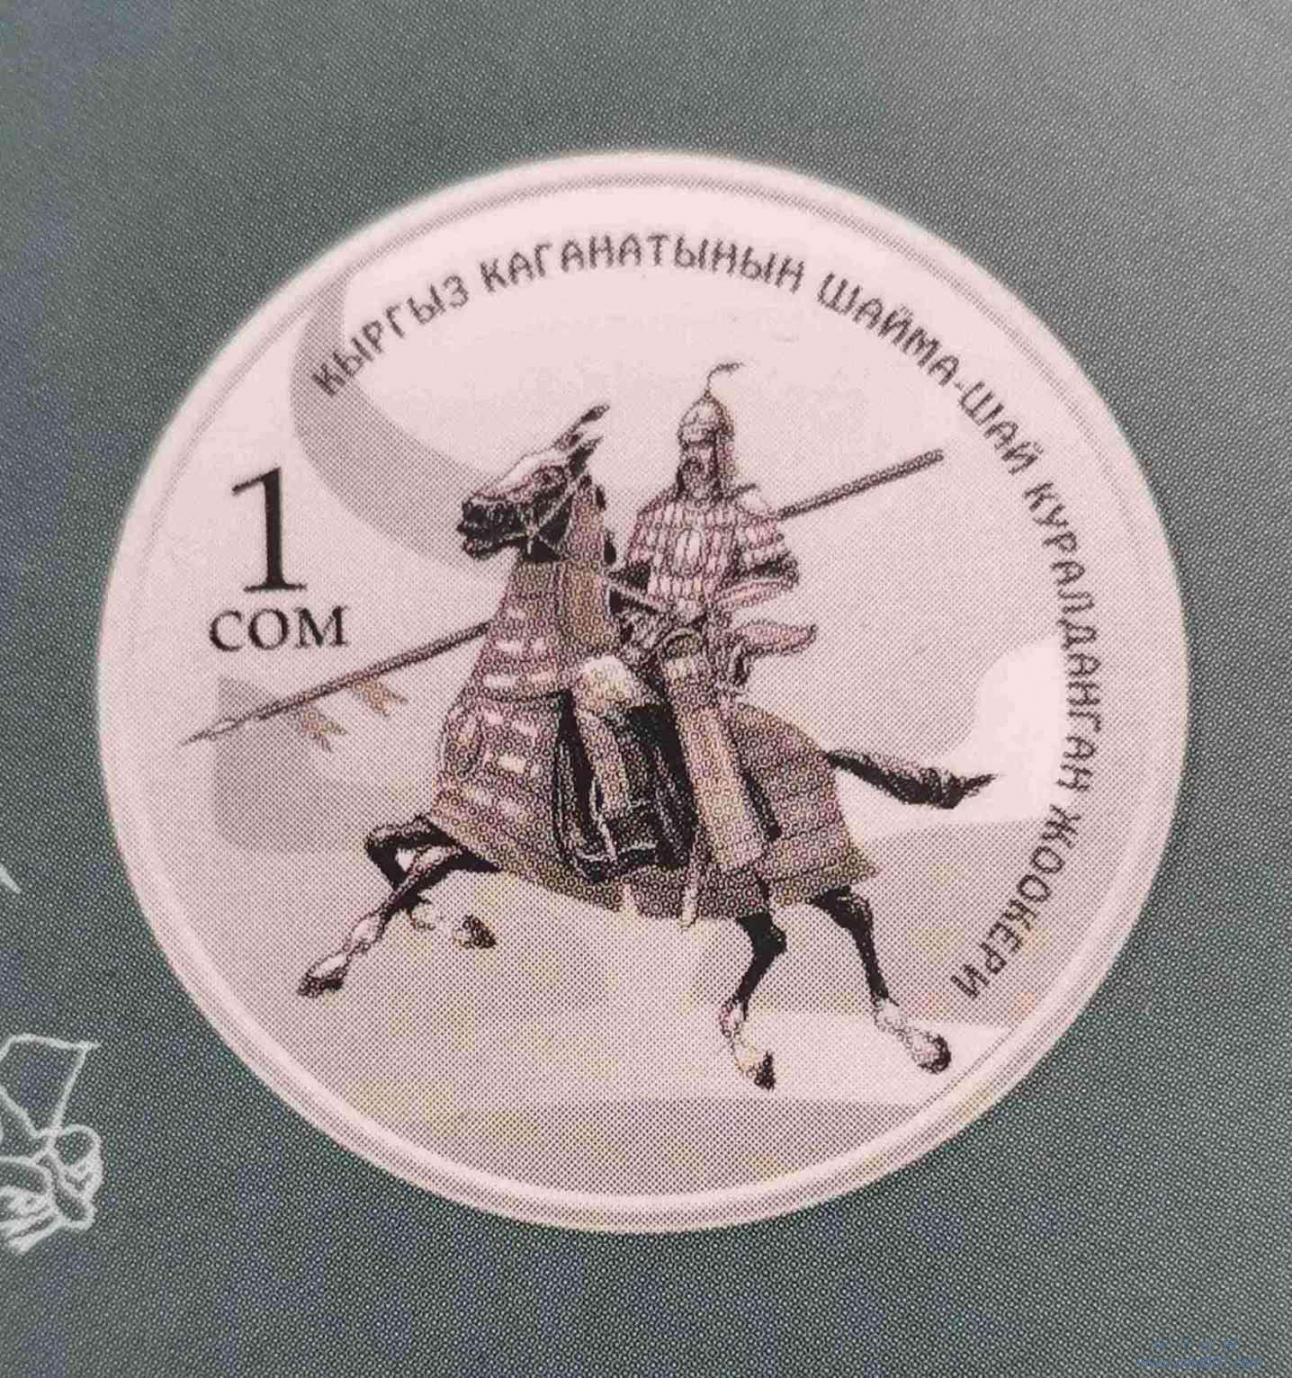 КЫРГЫЗ КАГАНАТЫНЫН ШАЙМА-ШАЙ КУРАЛДАНГАН ЖООКЕРИ
1
СОМ